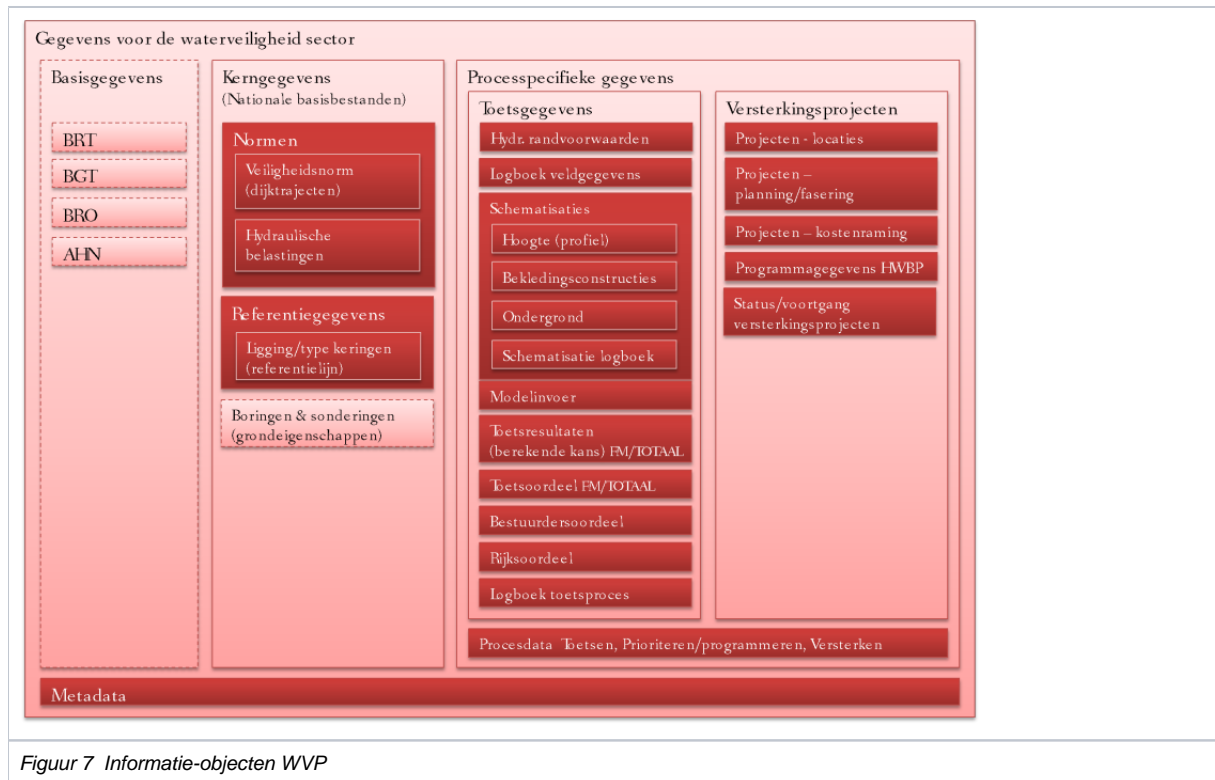 Gegevens voor de waterveiligheid sector
Basisgegevens
BRT
BGT
BRO
AHN
Kerngegevens
(Nationale basisbestanden)
Normen
Veiligheidsnorm
(dijktrajecten)
Hydraulische
belastingen
Referentiegegevens
Ligging/type keringen
(referentielijn)
Boringen & sonderingen
(grondeigenschappen)
Processpecifieke gegevens
Toetsgegevens
Hydr. randvoorwaarden
Logboek veldgegevens
Schematisaties
Hoogte (profiel)
Bekledingsconstructies
Ondergrond
Schematisatie logboek
Modelinvoer
Toetsresultaten
(berekende kans) FM/TOTAAL
Toetsoordeel FM/TOTAAL
Bestuurdersoordeel
Rijksoordeel
Logboek toetsproces
Versterkingsprojecten
Projecten - locaties
Projecten –
planning/fasering
Projecten – kostenraming
Programmagegevens HWBP
Status/voortgang
versterkingsprojecten
Procesdata Toetsen, Prioriteren/programmeren, Versterken
Metadata
Figuur 7 Informatie-objecten WVP